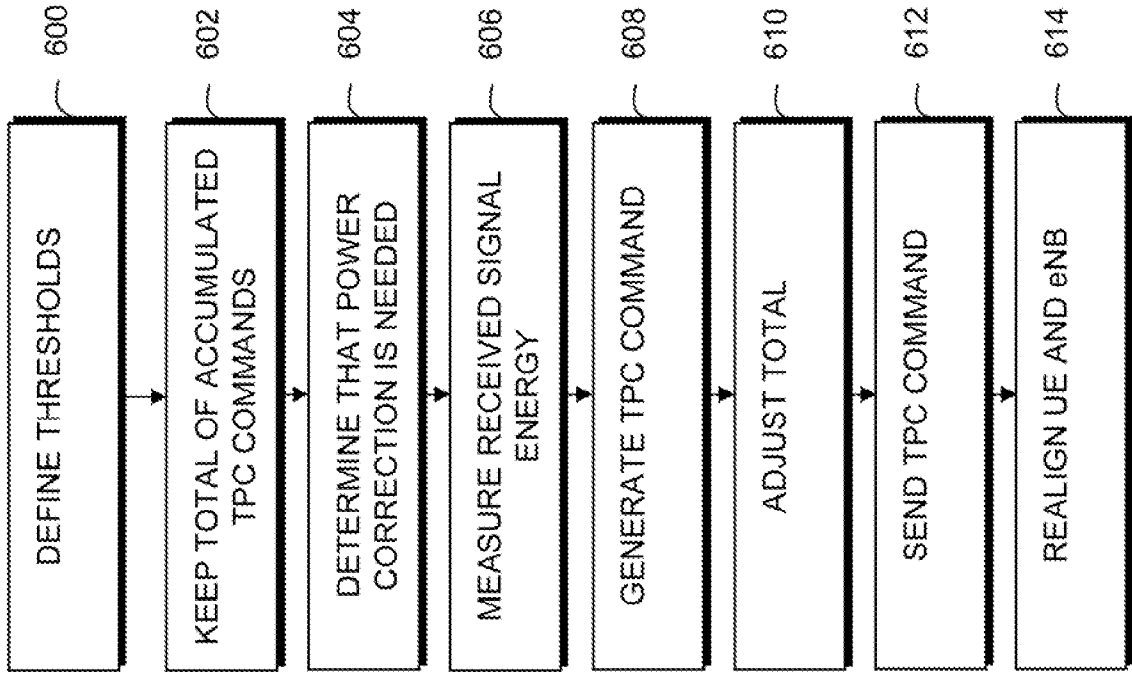 DEFINE THRESHOLDS
600
KEEP TOTAL OF ACCUMULATED
TPC COMMANDS
602
DETERMINE THAT POWER
CORRECTION IS NEEDED
604
MEASURE RECEIVED SIGNAL
ENERGY
606
GENERATE TPC COMMAND
608
ADJUST TOTAL
610
SEND TPC COMMAND
612
REALIGN UE AND eNB
614